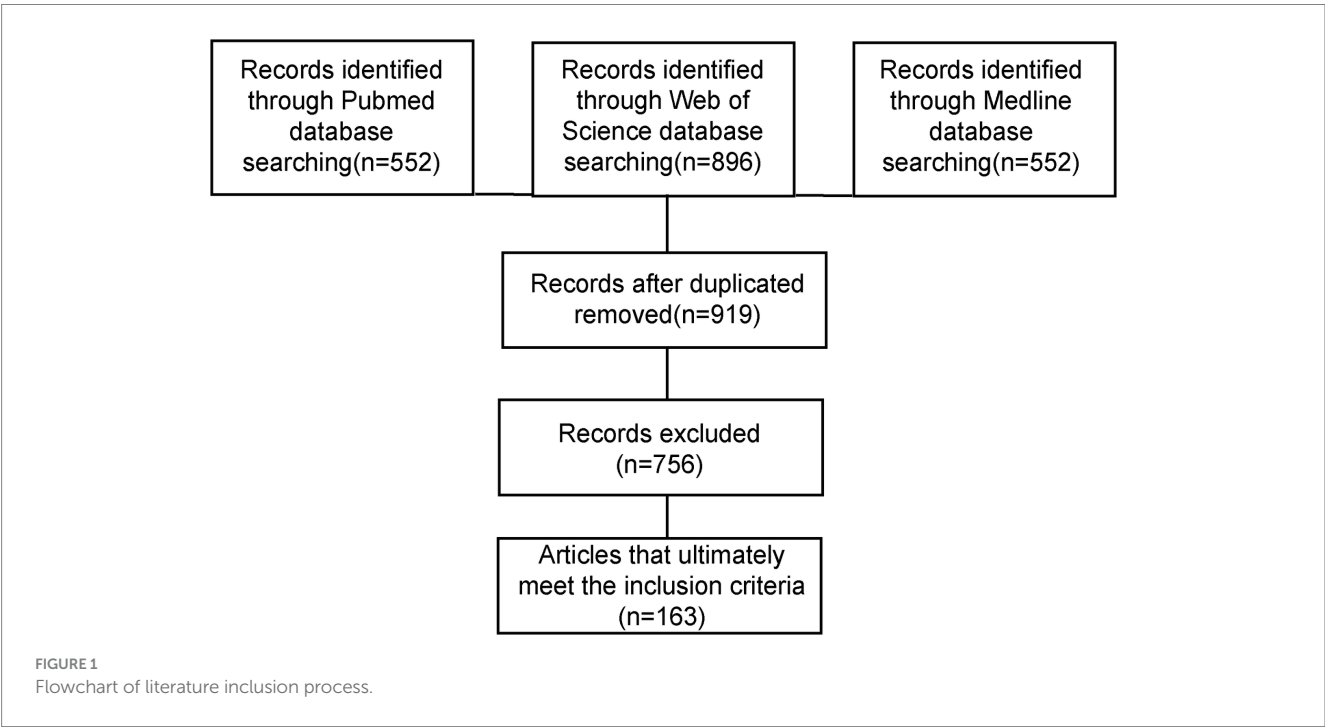 Records identified
through Pubmed
database
searching(n=552)
Records identified
through Web of
Science database
searching(n=896)
Records identified
through Medline
database
searching(n=552)
Records after duplicated
removed(n=919)
Records excluded
(n=756)
Articles that ultimately
meet the inclusion criteria
(n=163)
FIGURE 1
Flowchart of literature inclusion process.